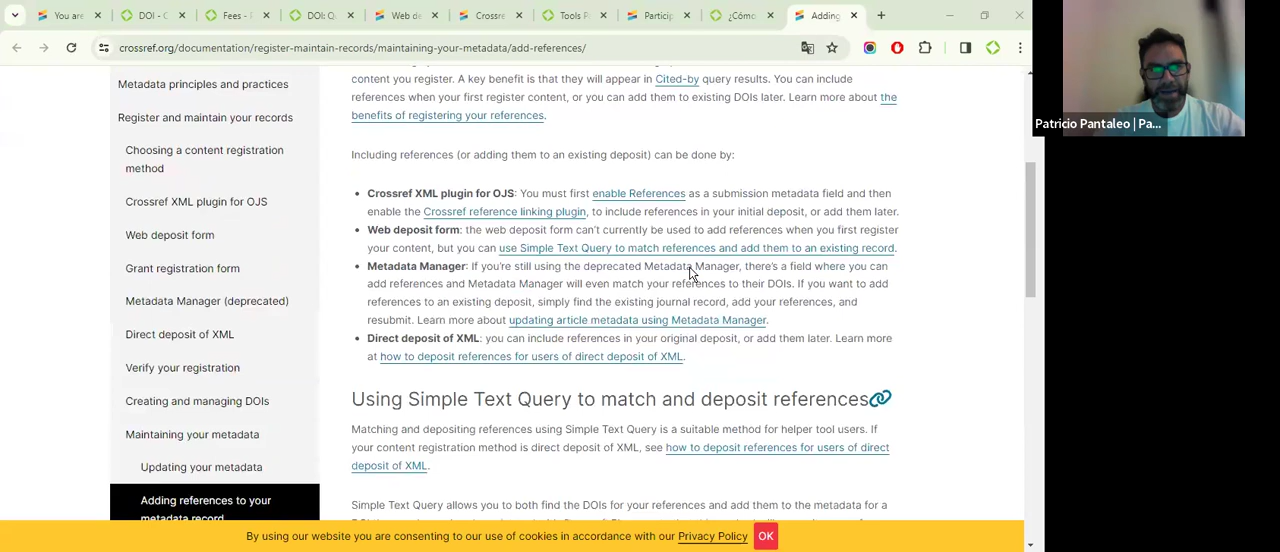 You are
DOI - C
Fees -
DOI: Q
Web de
Crossre
Tools P
Particip
¿Cómo
Adding
crossref.org/documentation/register-maintain-records/maintaining-your-metadata/add-references/
Patricio Pantaleo | Pa...
Metadata principles and practices
Register and maintain your records
Choosing a content registration
method
Crossref XML plugin for OJS
Web deposit form
Grant registration form
Metadata Manager (deprecated)
Direct deposit of XML
Verify your registration
Creating and managing DOIs
Maintaining your metadata
Updating your metadata
Adding references to your
metadata record
content you register. A key benefit is that they will appear in Cited-by query results. You can include
references when your first register content, or you can add them to existing DOIs later. Learn more about the
benefits of registering your references.
Including references (or adding them to an existing deposit) can be done by:
• Crossref XML plugin for OJS: You must first enable References as a submission metadata field and then
enable the Crossref reference linking plugin, to include references in your initial deposit, or add them later.
• Web deposit form: the web deposit form can't currently be used to add references when you first register
your content, but you can use Simple Text Query to match references and add them to an existing record.
• Metadata Manager: If you're still using the deprecated Metadata Manager, there's a field where you can
add references and Metadata Manager will even match your references to their DOIs. If you want to add
references to an existing deposit, simply find the existing journal record, add your references, and
resubmit. Learn more about updating article metadata using Metadata Manager.
• Direct deposit of XML: you can include references in your original deposit, or add them later. Learn more
at how to deposit references for users of direct deposit of XML.
Using Simple Text Query to match and deposit references
Matching and depositing references using Simple Text Query is a suitable method for helper tool users. If
your content registration method is direct deposit of XML, see how to deposit references for users of direct
deposit of XML.
Simple Text Query allows you to both find the DOIs for your references and add them to the metadata for a
By using our website you are consenting to our use of cookies in accordance with our Privacy Policy OK